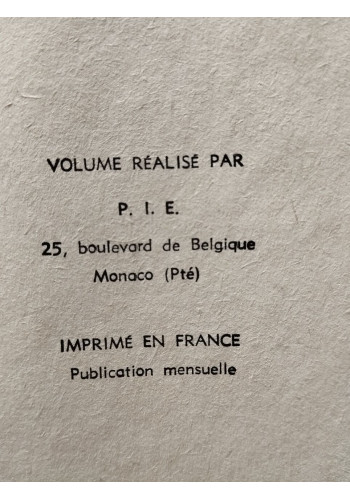 VOLUME RÉALISÉ PAR
P. I. E.
25, boulevard de Belgique
Monaco (Pté)
IMPRIMÉ EN FRANCE
Publication mensuelle